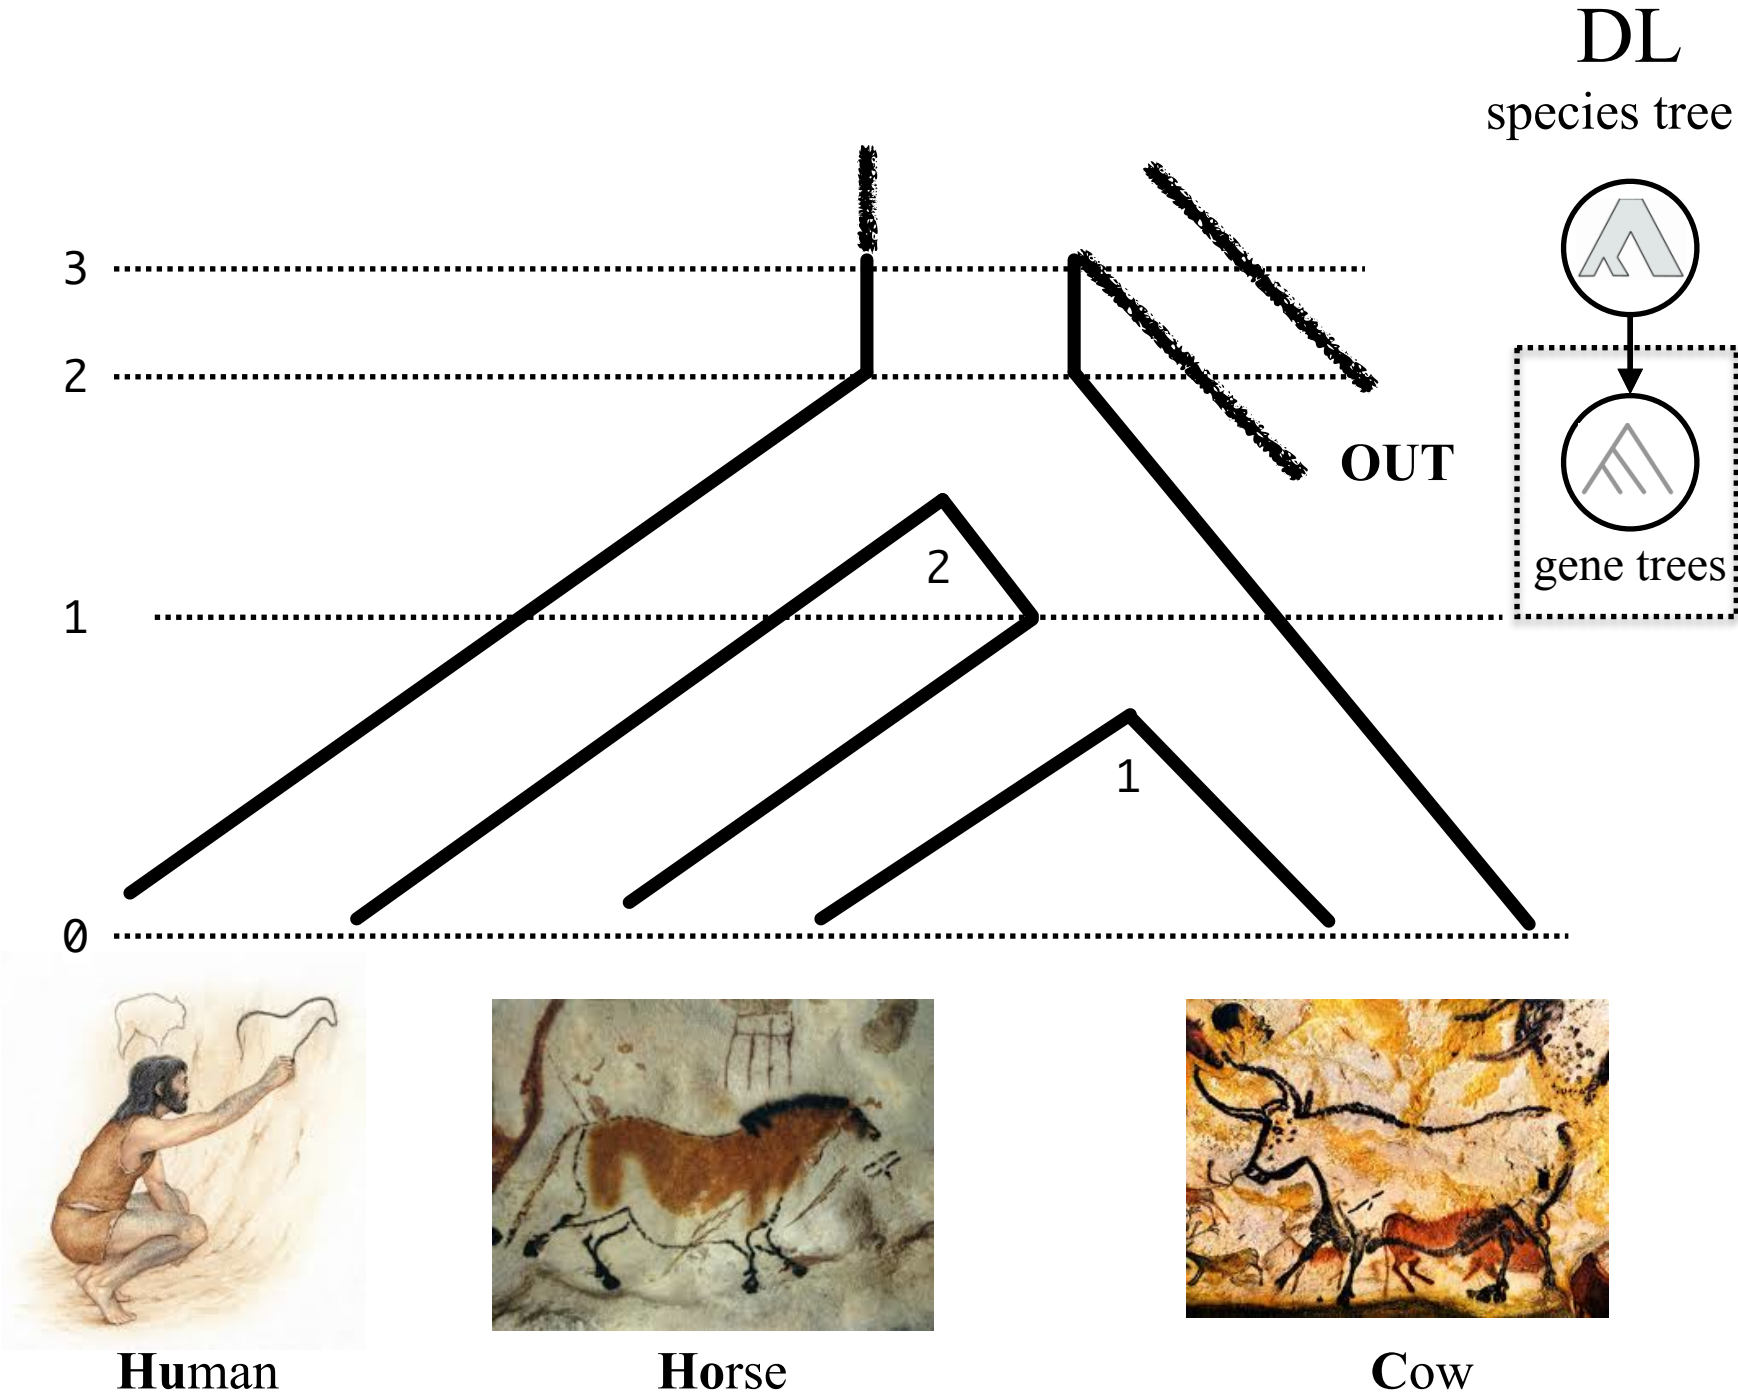 DL
species tree
3
2
OUT
gene trees
2
1
1
0
Human
Horse
Cow